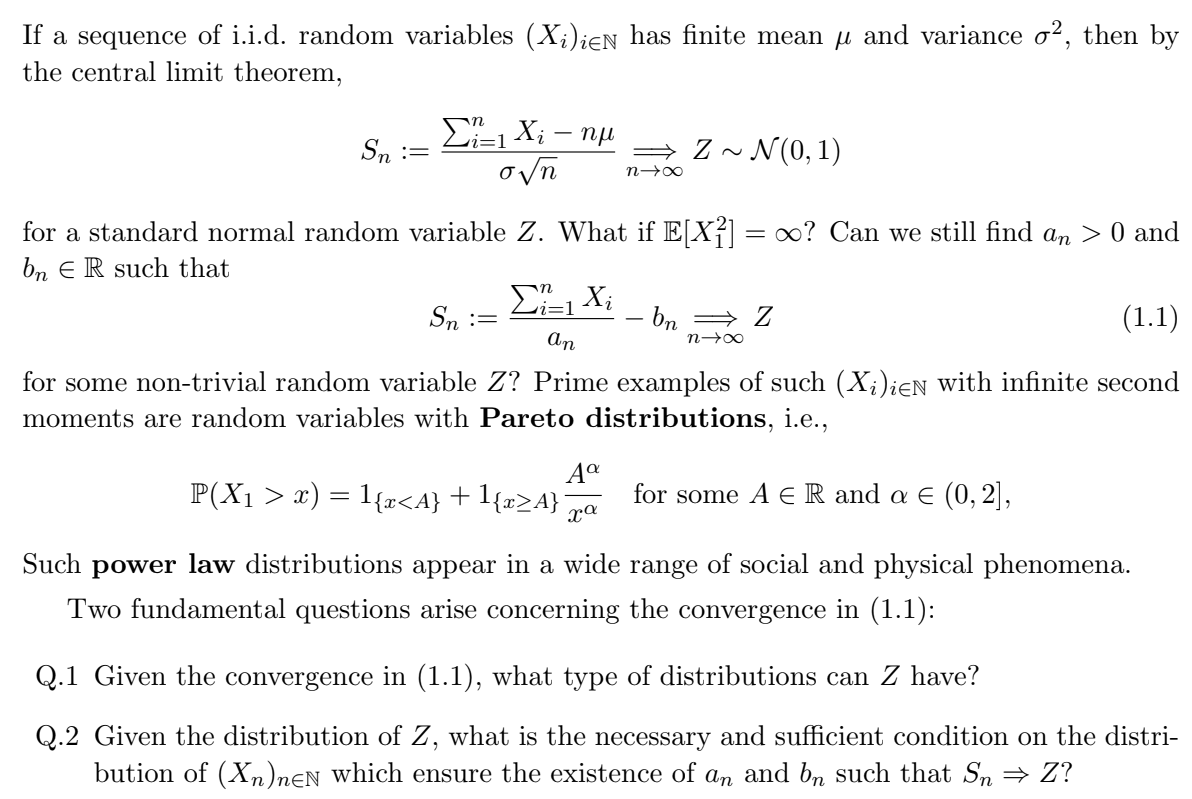 If a sequence of i.i.d. random variables $(X_i)_{i\in\mathbb{N}}$ has finite mean $\mu$ and variance $\sigma^2$, then by
the central limit theorem,
$$S_n := \frac{\sum_{i=1}^n X_i - n\mu}{\sigma\sqrt{n}} \underset{n\to\infty}{\Longrightarrow} Z \sim \mathcal{N}(0,1)$$
for a standard normal random variable $Z$. What if $\mathbb{E}[X_1^2] = \infty$? Can we still find $a_n > 0$ and
$b_n \in \mathbb{R}$ such that
$$S_n := \frac{\sum_{i=1}^n X_i}{a_n} - b_n \underset{n\to\infty}{\Longrightarrow} Z \quad (1.1)$$
for some non-trivial random variable $Z$? Prime examples of such $(X_i)_{i\in\mathbb{N}}$ with infinite second
moments are random variables with Pareto distributions, i.e.,
$$\mathbb{P}(X_1 > x) = 1_{\{x<A\}} + 1_{\{x\geq A\}} \frac{A^\alpha}{x^\alpha} \quad \text{for some } A \in \mathbb{R} \text{ and } \alpha \in (0,2],$$
Such power law distributions appear in a wide range of social and physical phenomena.
Two fundamental questions arise concerning the convergence in (1.1):
Q.1 Given the convergence in (1.1), what type of distributions can $Z$ have?
Q.2 Given the distribution of $Z$, what is the necessary and sufficient condition on the distri-
bution of $(X_n)_{n\in\mathbb{N}}$ which ensure the existence of $a_n$ and $b_n$ such that $S_n \Rightarrow Z$?